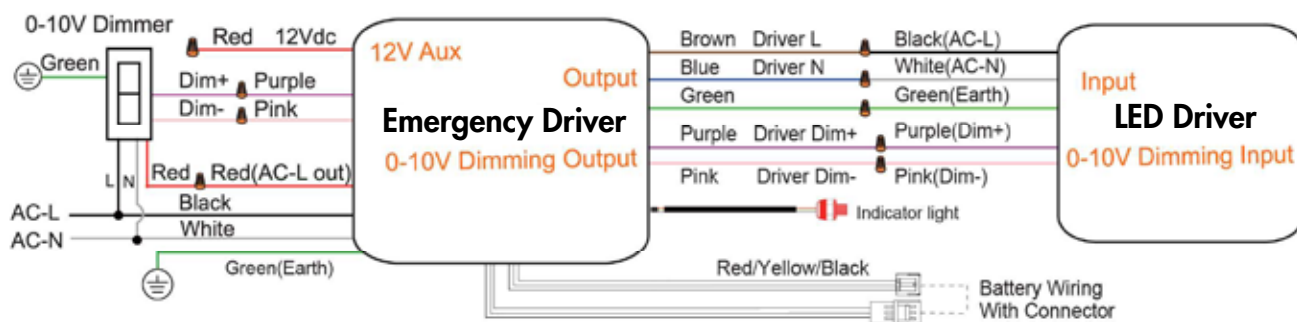 0-10V Dimmer
Green
Red 12Vdc
Dim+ Purple
Dim- Pink
L N
Red Red(AC-L out)
AC-L
Black
AC-N
White
Green(Earth)
12V Aux
Output
Emergency Driver
0-10V Dimming Output
Brown Driver L Black(AC-L)
Blue Driver N White(AC-N)
Green Green(Earth)
Purple Driver Dim+ Purple(Dim+)
Pink Driver Dim- Pink(Dim-)
Indicator light
Input
LED Driver
0-10V Dimming Input
Red/Yellow/Black
Battery Wiring
With Connector